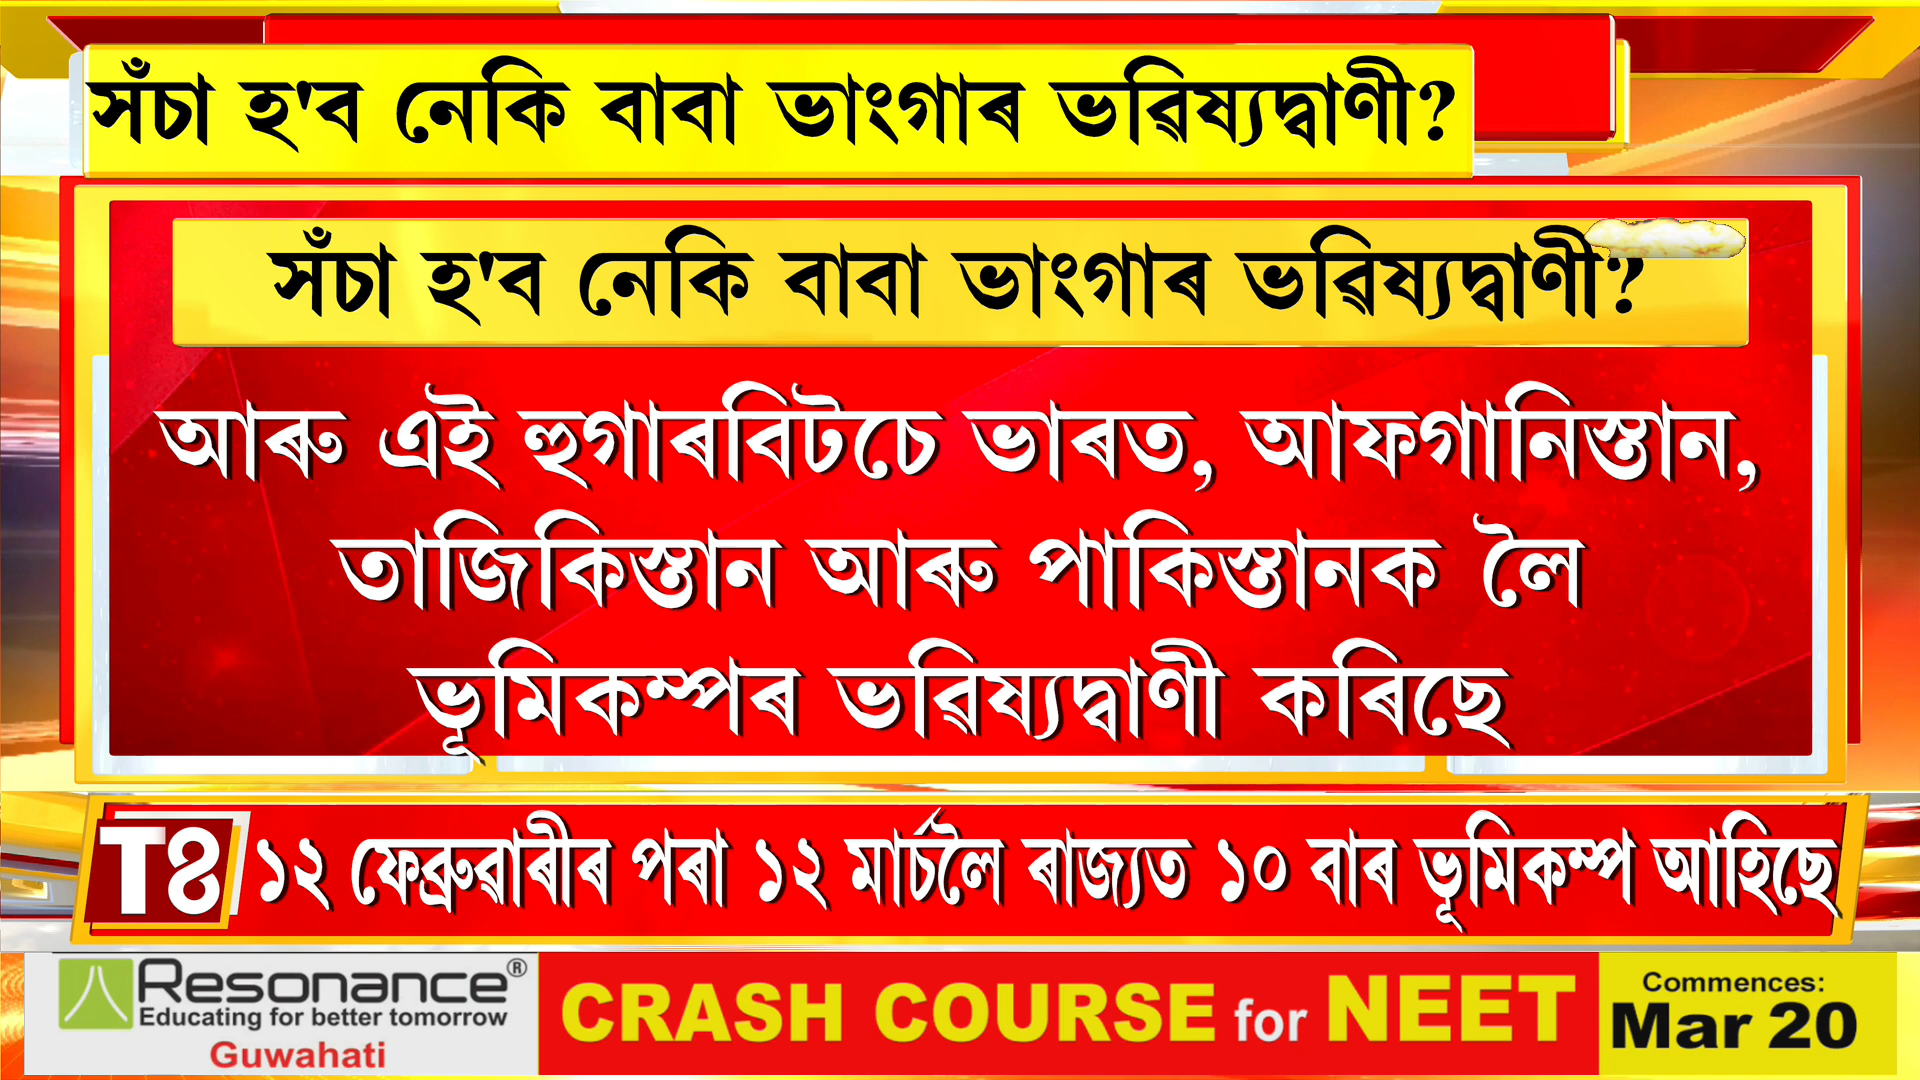 সঁচা হ'ব নেকি বাবা ভাংগাৰ ভৱিষ্যদ্বাণী?
সঁচা হ'ব নেকি বাবা ভাংগাৰ ভৱিষ্যদ্বাণী?
আৰু এই হুগাৰবিটচে ভাৰত, আফগানিস্তান,
তাজিকিস্তান আৰু পাকিস্তানক লৈ
ভূমিকম্পৰ ভৱিষ্যদ্বাণী কৰিছে
T8 ১২ ফেব্ৰুৱাৰীৰ পৰা ১২ মাৰ্চলৈ ৰাজ্যত ১০ বাৰ ভূমিকম্প আহিছে
Resonance®
Educating for better tomorrow
Guwahati
CRASH COURSE for NEET
Commences:
Mar 20